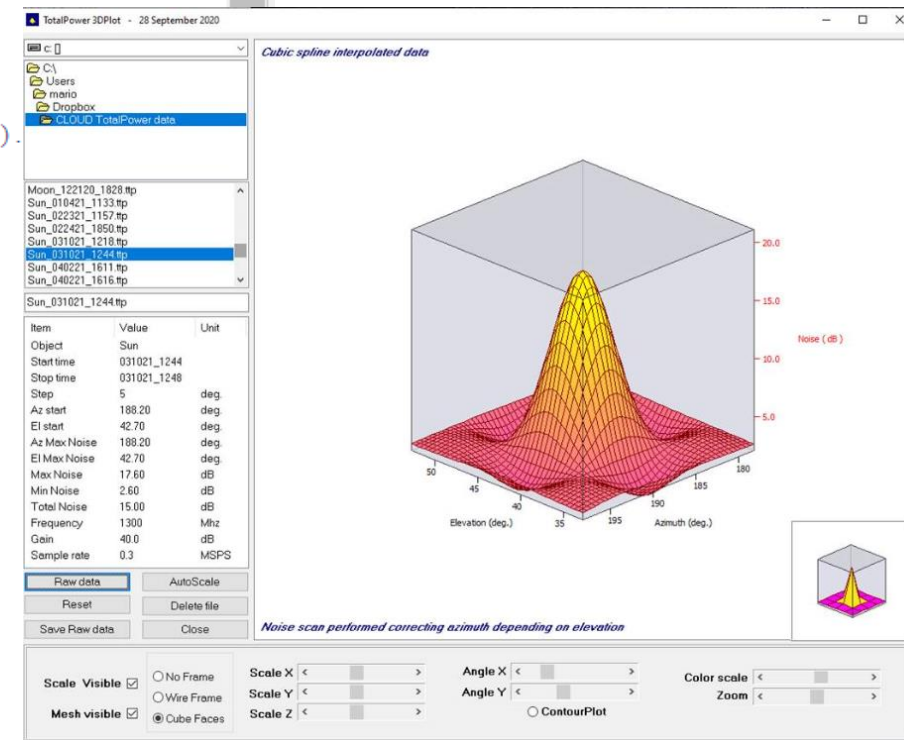 TotalPower 3DPlot - 28 September 2020
c: []
C:\
Users
mario
Dropbox
CLOUD TotalPower data
) .
Moon_122120_1828.ttp
Sun_010421_1133.ttp
Sun_022321_1157.ttp
Sun_022421_1850.ttp
Sun_031021_1218.ttp
Sun_031021_1244.ttp
Sun_040221_1611.ttp
Sun_040221_1616.ttp
Sun_031021_1244.ttp
Item Value Unit
Object Sun
Start time 031021_1244
Stop time 031021_1248
Step 5 deg.
Az start 188.20 deg.
El start 42.70 deg.
Az Max Noise 188.20 deg.
El Max Noise 42.70 deg.
Max Noise 17.60 dB
Min Noise 2.60 dB
Total Noise 15.00 dB
Frequency 1300 Mhz
Gain 40.0 dB
Sample rate 0.3 MSPS
Raw data AutoScale
Reset Delete file
Save Raw data Close
Cubic spline interpolated data
20.0
15.0
Noise ( dB )
10.0
5.0
50 45 40 35
195 190 185 180
Elevation (deg.) Azimuth (deg.)
Noise scan performed correcting azimuth depending on elevation
Scale Visible
Mesh visible
No Frame
Wire Frame
Cube Faces
Scale X
Scale Y
Scale Z
Angle X
Angle Y
ContourPlot
Color scale
Zoom